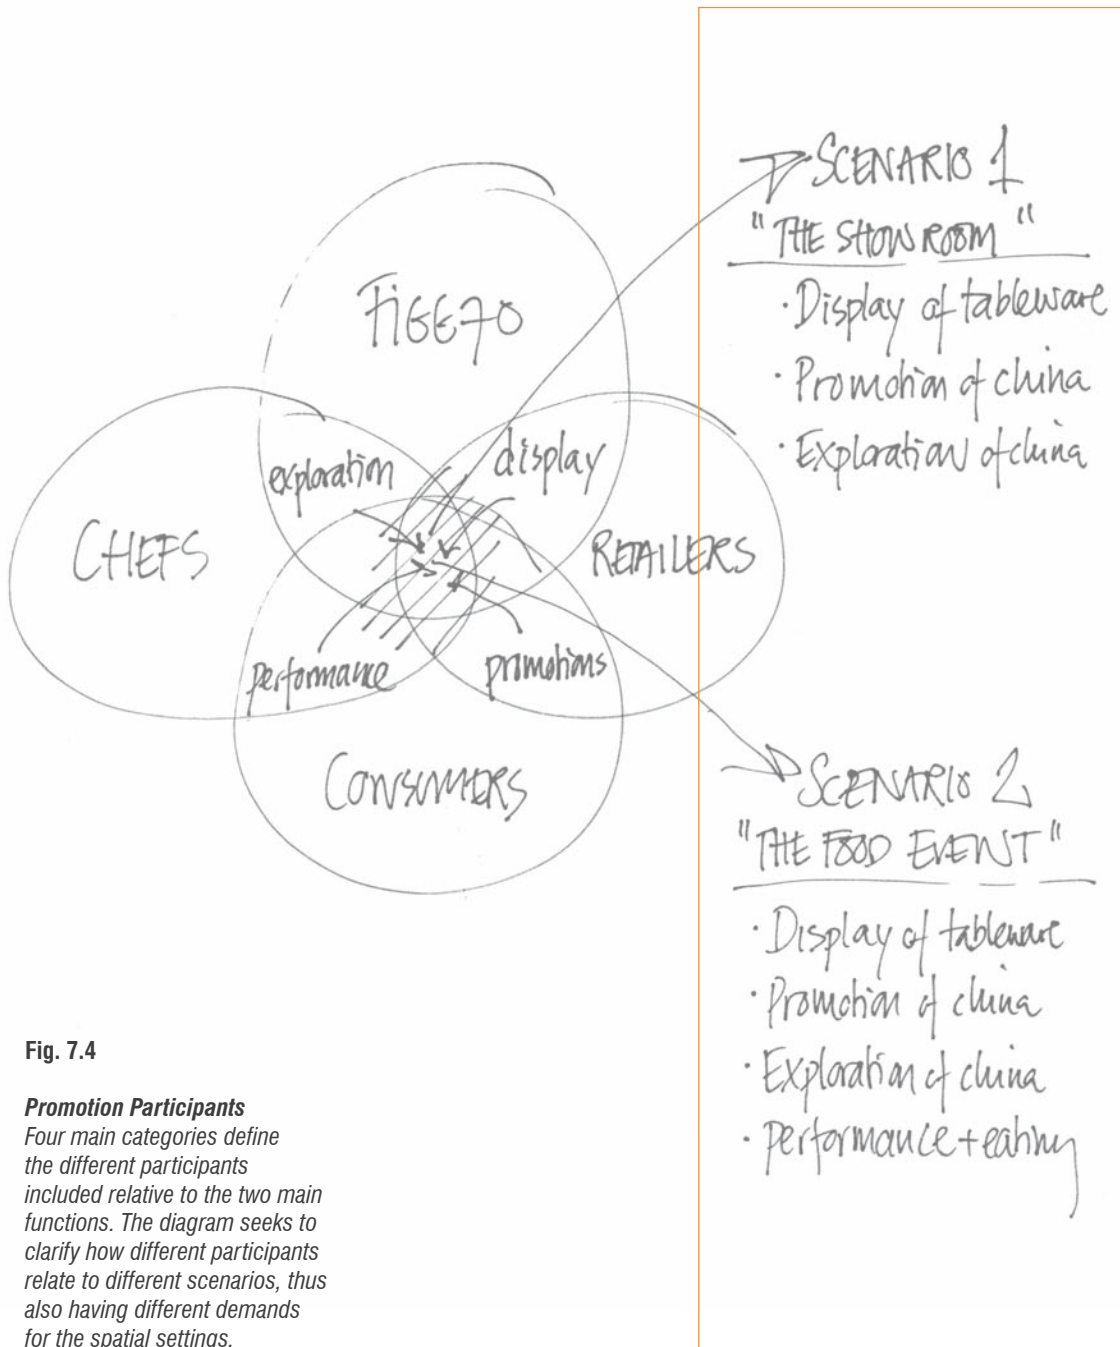 SCENARIO 1
"THE SHOWROOM"
· Display of tableware
· Promotion of china
· Exploration of china
FIGGJO
exploration
display
CHEFS
RETAILERS
performance
promotions
CONSUMERS
SCENARIO 2
"THE FOOD EVENT"
· Display of tableware
· Promotion of china
· Exploration of china
· Performance + eating
Fig. 7.4
Promotion Participants
Four main categories define
the different participants
included relative to the two main
functions. The diagram seeks to
clarify how different participants
relate to different scenarios, thus
also having different demands
for the spatial settings.